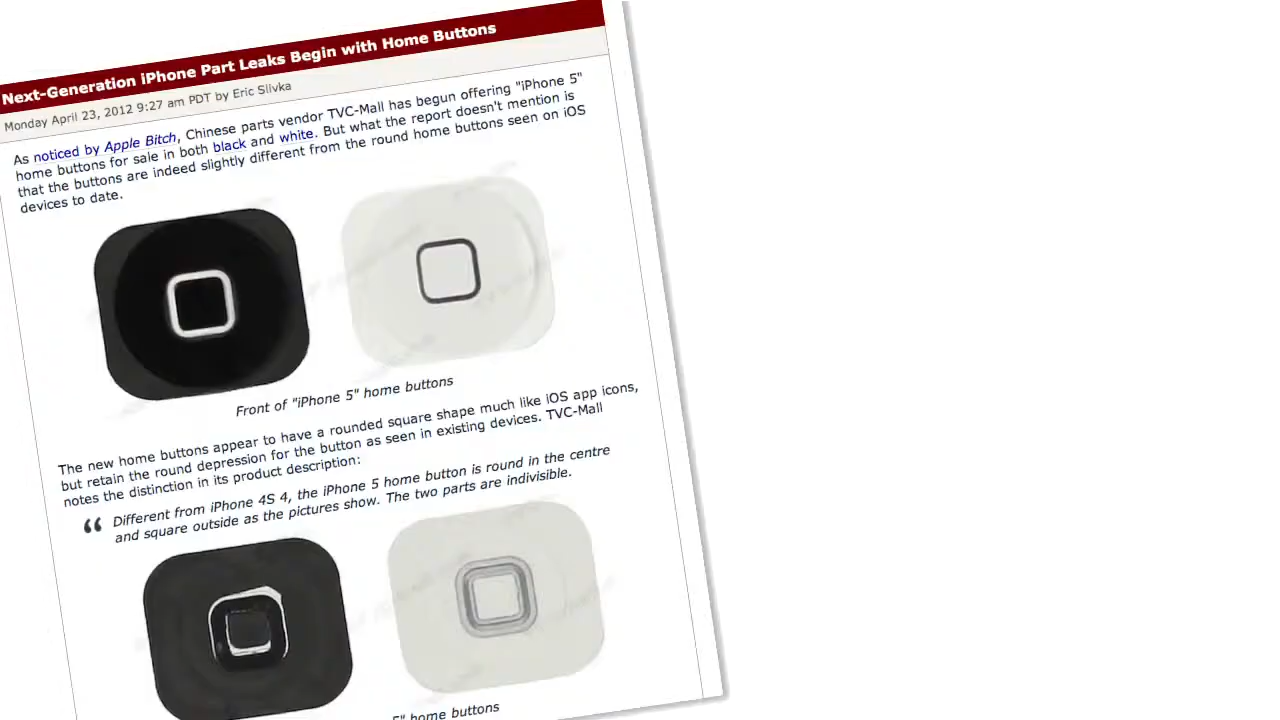 Next-Generation iPhone Part Leaks Begin with Home Buttons
Monday April 23, 2012 9:27 am PDT by Eric Slivka
As noticed by Apple Bitch, Chinese parts vendor TVC-Mall has begun offering "iPhone 5"
home buttons for sale in both black and white. But what the report doesn't mention is
that the buttons are indeed slightly different from the round home buttons seen on iOS
devices to date.
Front of "iPhone 5" home buttons
The new home buttons appear to have a rounded square shape much like iOS app icons,
but retain the round depression for the button as seen in existing devices. TVC-Mall
notes the distinction in its product description:
“ Different from iPhone 4S 4, the iPhone 5 home button is round in the centre
and square outside as the pictures show. The two parts are indivisible.
5" home buttons